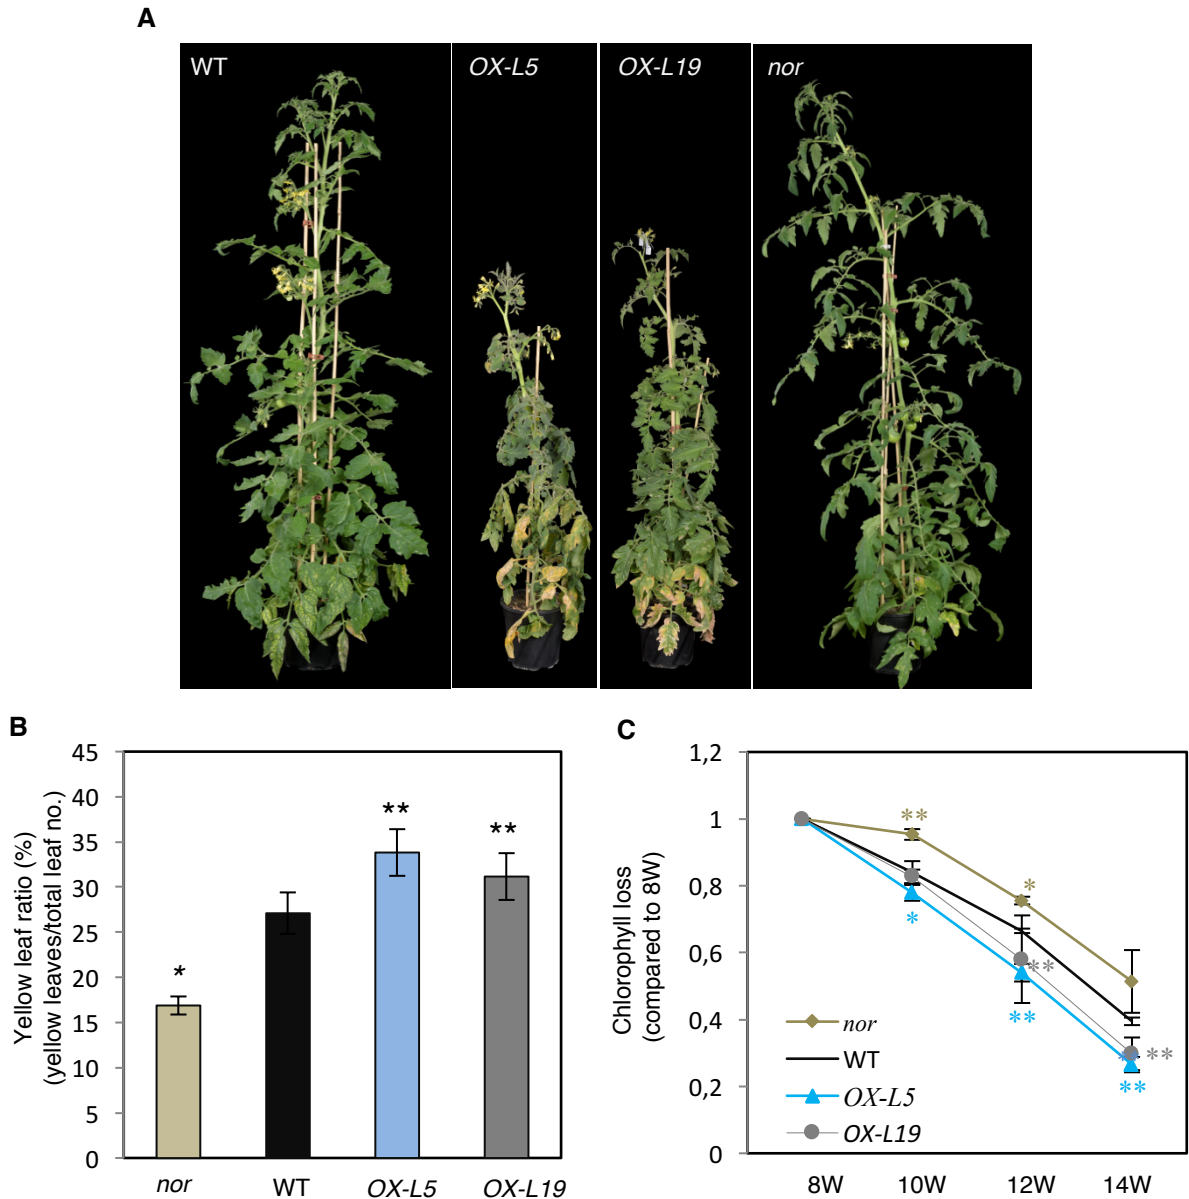 A
WT
OX-L5
OX-L19
nor
B
Yellow leaf ratio (%)
(yellow leaves/total leaf no.)
45
40
35
30
25
20
15
10
5
0
*
**
**
nor
WT
OX-L5
OX-L19
C
Chlorophyll loss
(compared to 8W)
1,2
1
0,8
0,6
0,4
0,2
0
**
*
*
**
**
**
**
nor
WT
OX-L5
OX-L19
8W
10W
12W
14W